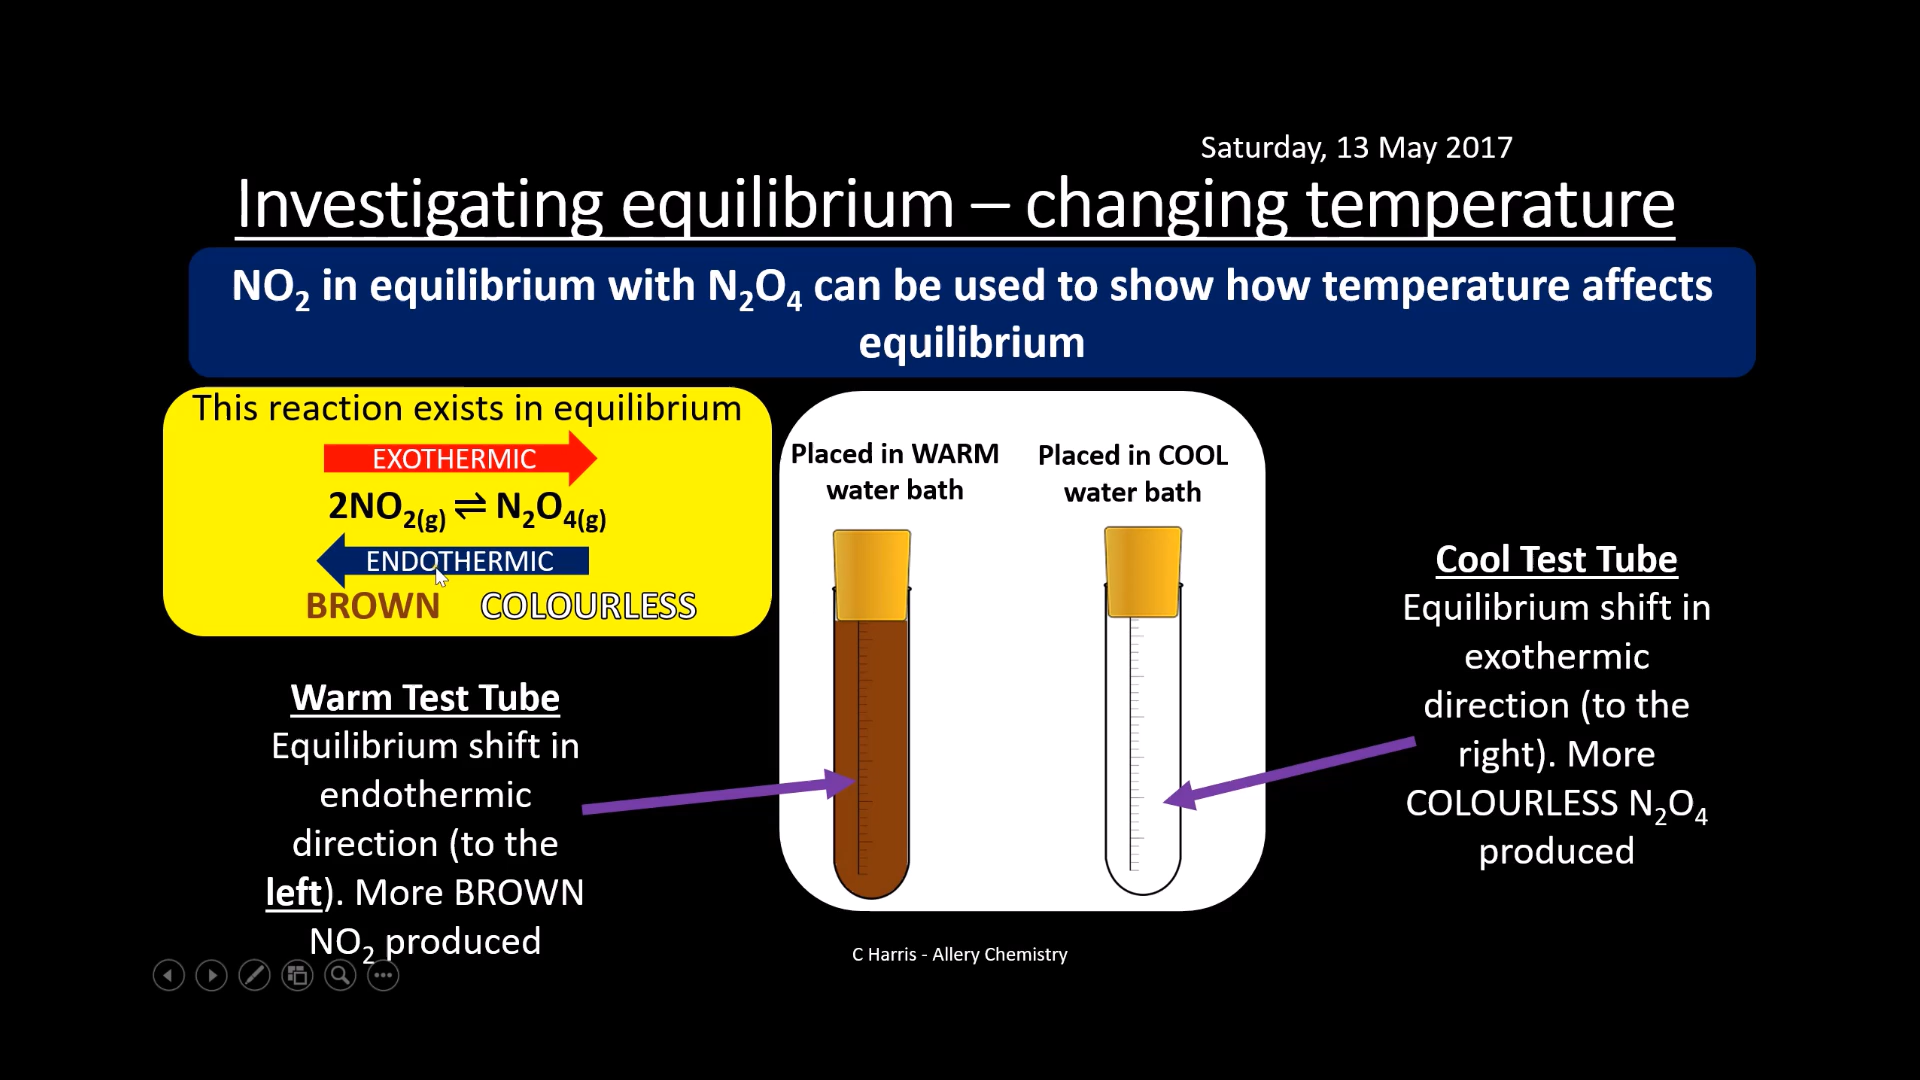 Saturday, 13 May 2017
Investigating equilibrium – changing temperature
NO₂ in equilibrium with N₂O₄ can be used to show how temperature affects
equilibrium
This reaction exists in equilibrium
EXOTHERMIC
2NO₂(g) ⇌ N₂O₄(g)
ENDOTHERMIC
BROWN COLOURLESS
Placed in WARM
water bath
Placed in COOL
water bath
Warm Test Tube
Equilibrium shift in
endothermic
direction (to the
left). More BROWN
NO₂ produced
Cool Test Tube
Equilibrium shift in
exothermic
direction (to the
right). More
COLOURLESS N₂O₄
produced
C Harris - Allery Chemistry